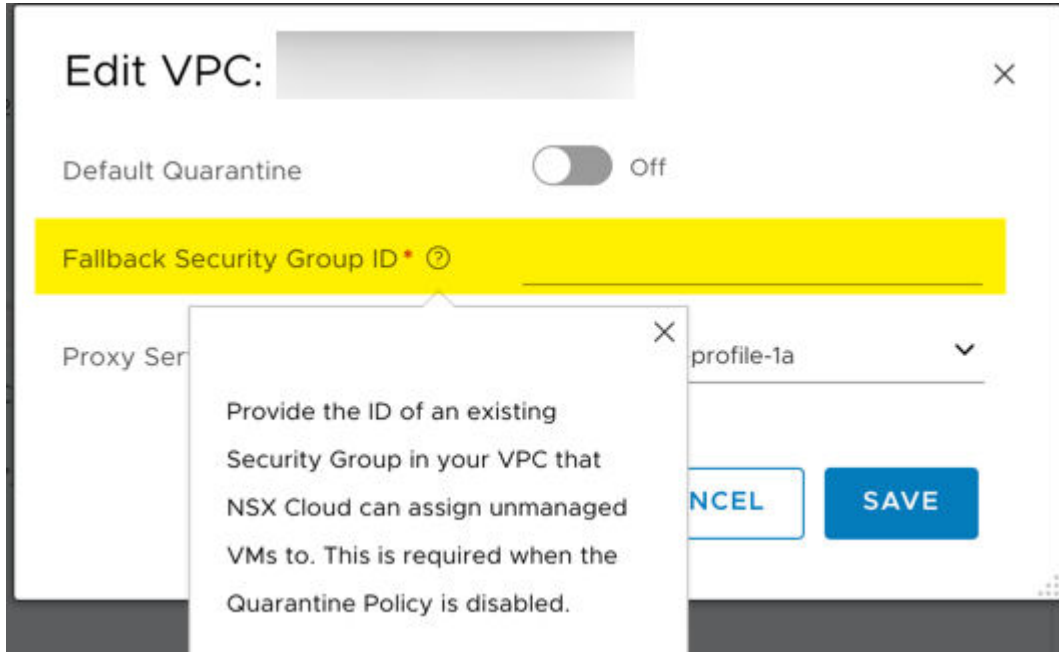 Edit VPC:
Default Quarantine
Off
Fallback Security Group ID*
Proxy Ser
profile-1a
Provide the ID of an existing
Security Group in your VPC that
NSX Cloud can assign unmanaged
VMs to. This is required when the
Quarantine Policy is disabled.
NCEL
SAVE